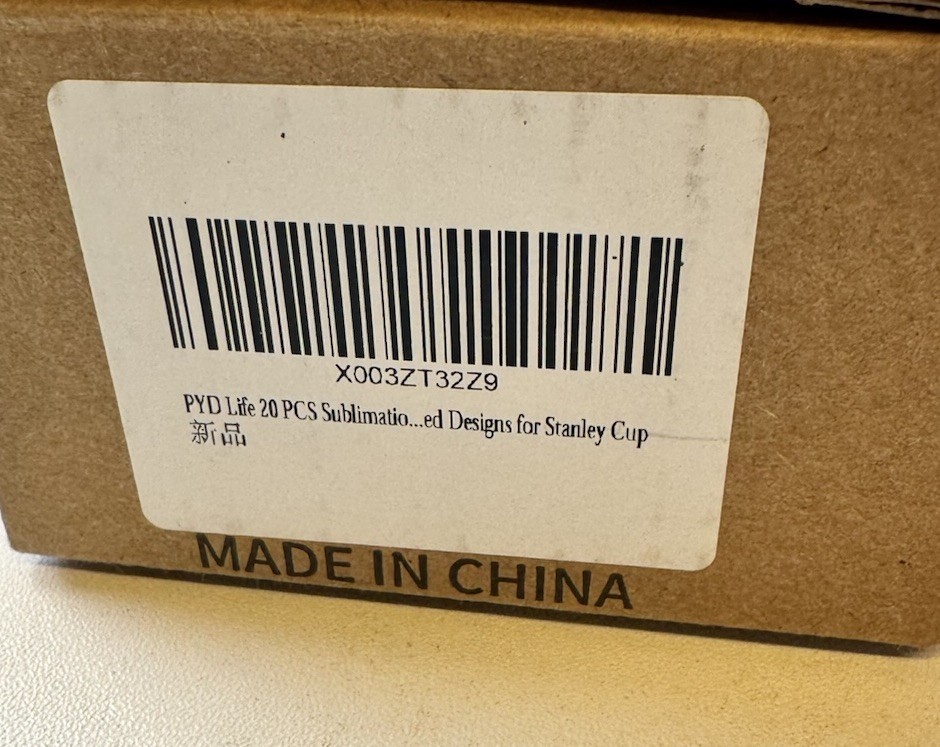 X003ZT32Z9
PYD Life 20 PCS Sublimatio...ed Designs for Stanley Cup
新品
MADE IN CHINA